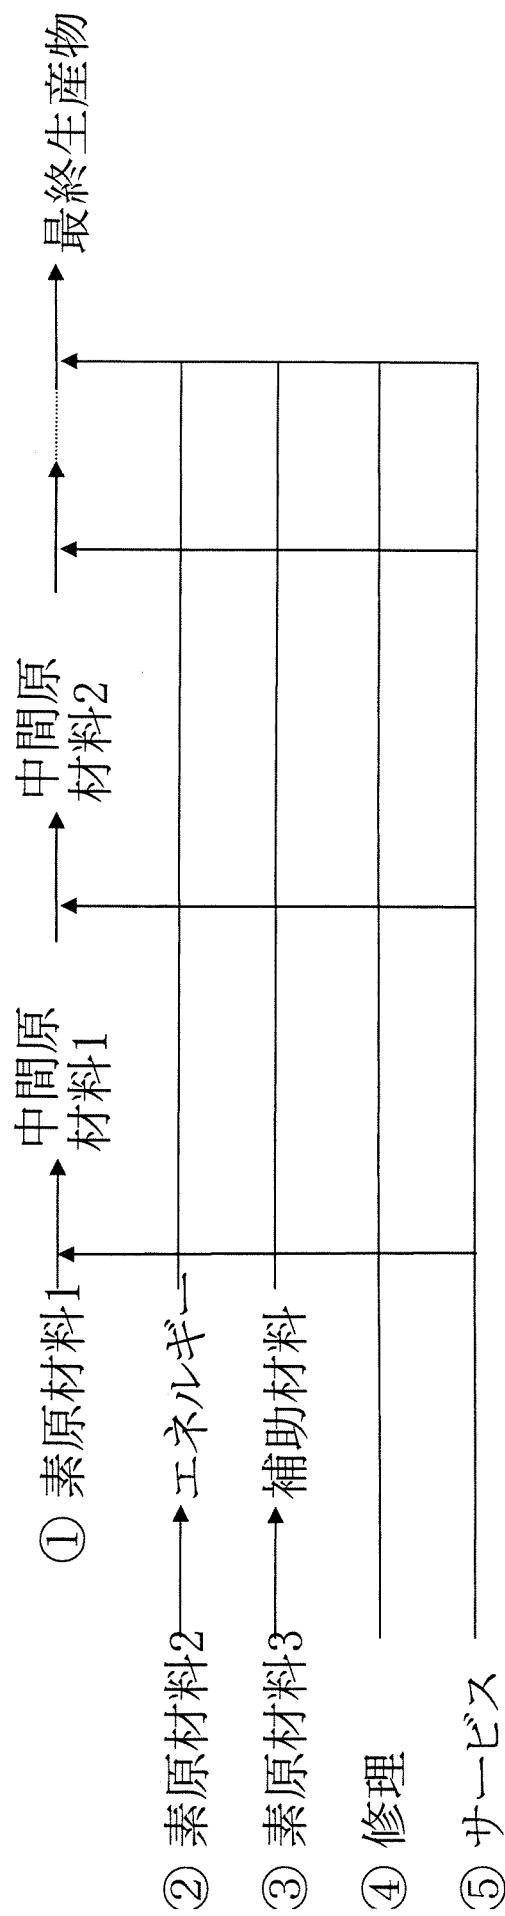 ① 素原材料1
中間原
材料1
中間原
材料2
最終生産物
② 素原材料2
エネルギー
③ 素原材料3
補助材料
④ 修理
⑤ サービス